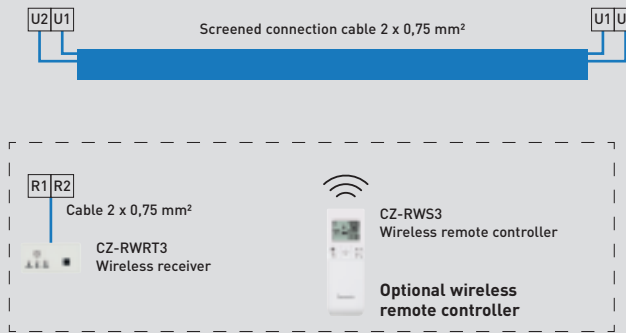 U2 U1
Screened connection cable 2 x 0,75 mm²
U1
R1 R2
Cable 2 x 0,75 mm²
CZ-RWRT3
Wireless receiver
CZ-RWS3
Wireless remote controller
Optional wireless
remote controller